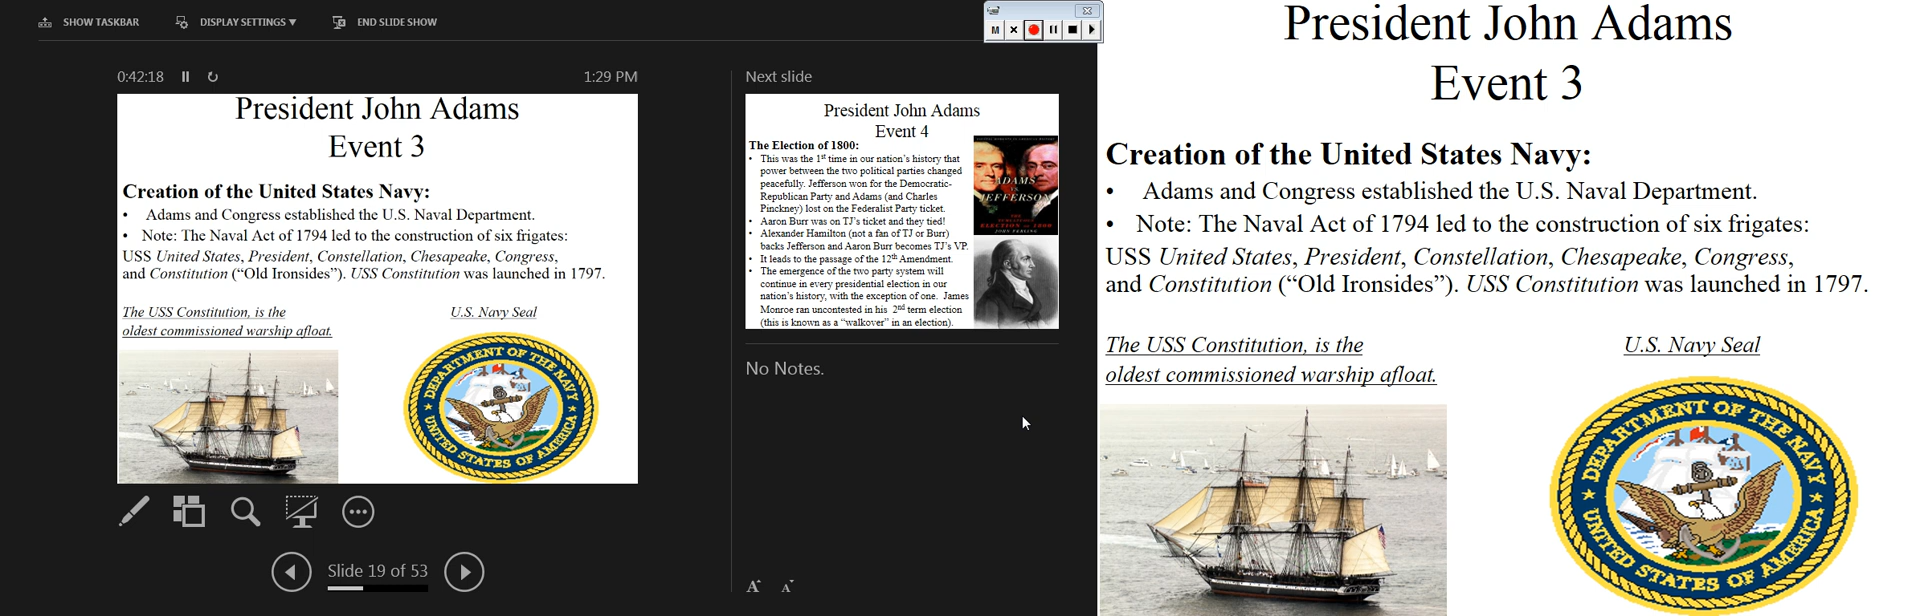 SHOW TASKBAR
DISPLAY SETTINGS ▼
END SLIDE SHOW
M
0:42:18
1:29 PM
President John Adams
Event 3
Creation of the United States Navy:
• Adams and Congress established the U.S. Naval Department.
• Note: The Naval Act of 1794 led to the construction of six frigates:
USS United States, President, Constellation, Chesapeake, Congress,
and Constitution (“Old Ironsides”). USS Constitution was launched in 1797.
The USS Constitution, is the
oldest commissioned warship afloat.
U.S. Navy Seal
DEPARTMENT OF THE NAVY
UNITED STATES OF AMERICA
Slide 19 of 53
Next slide
President John Adams
Event 4
The Election of 1800:
• This was the 1st time in our nation’s history that
power between the two political parties changed
peacefully. Jefferson won for the Democratic-
Republican Party and Adams (and Charles
Pinckney) lost on the Federalist Party ticket.
• Aaron Burr was on TJ’s ticket and they tied!
• Alexander Hamilton (not a fan of TJ or Burr)
backs Jefferson and Aaron Burr becomes TJ’s VP.
• It leads to the passage of the 12th Amendment.
• The emergence of the two party system will
continue in every presidential election in our
nation’s history, with the exception of one. James
Monroe ran uncontested in his 2nd term election
(this is known as a “walkover” in an election).
ADAMS
VS.
JEFFERSON
THE
ELECTION OF 1800
JOHN FERLING
No Notes.
A A
President John Adams
Event 3
Creation of the United States Navy:
• Adams and Congress established the U.S. Naval Department.
• Note: The Naval Act of 1794 led to the construction of six frigates:
USS United States, President, Constellation, Chesapeake, Congress,
and Constitution (“Old Ironsides”). USS Constitution was launched in 1797.
The USS Constitution, is the
oldest commissioned warship afloat.
U.S. Navy Seal
DEPARTMENT OF THE NAVY
UNITED STATES OF AMERICA